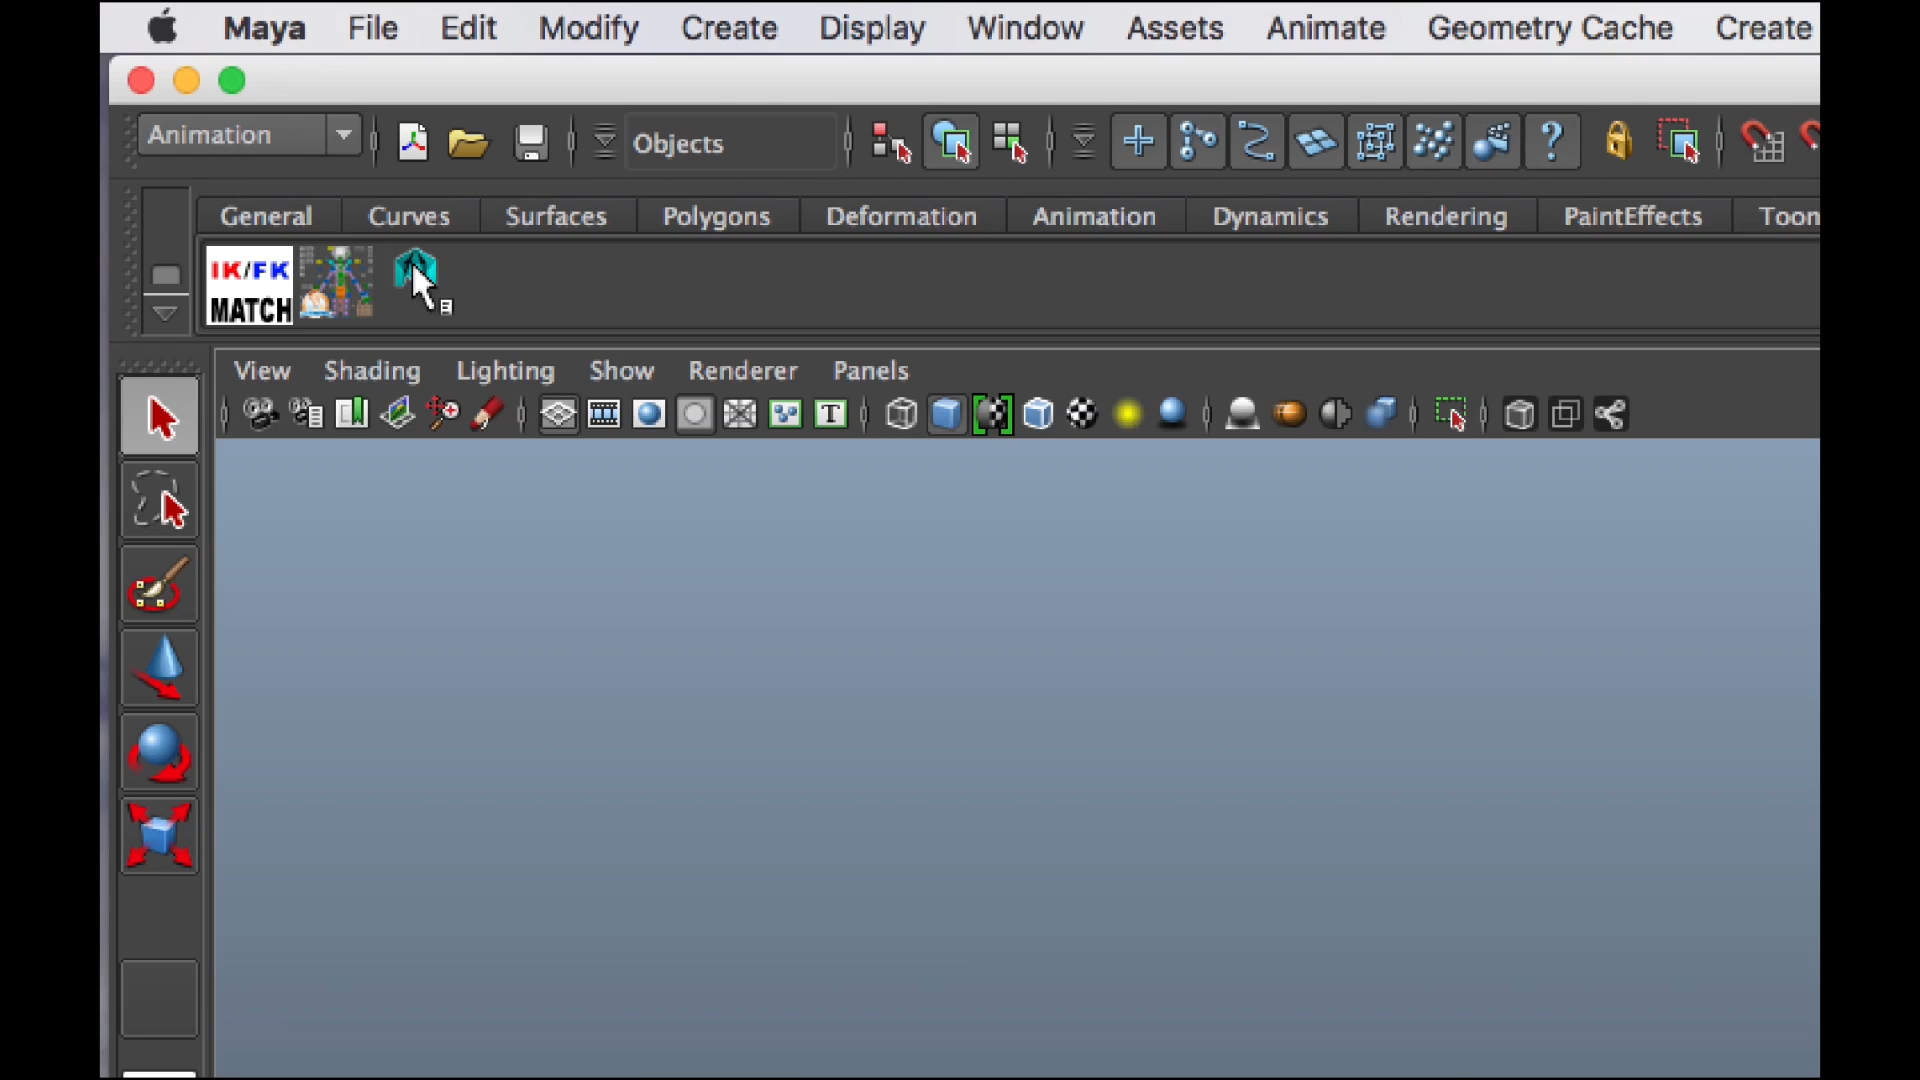 Maya File Edit Modify Create Display Window Assets Animate Geometry Cache Create
Animation Objects ?
General Curves Surfaces Polygons Deformation Animation Dynamics Rendering PaintEffects Toon
IK/FK
MATCH
View Shading Lighting Show Renderer Panels
T